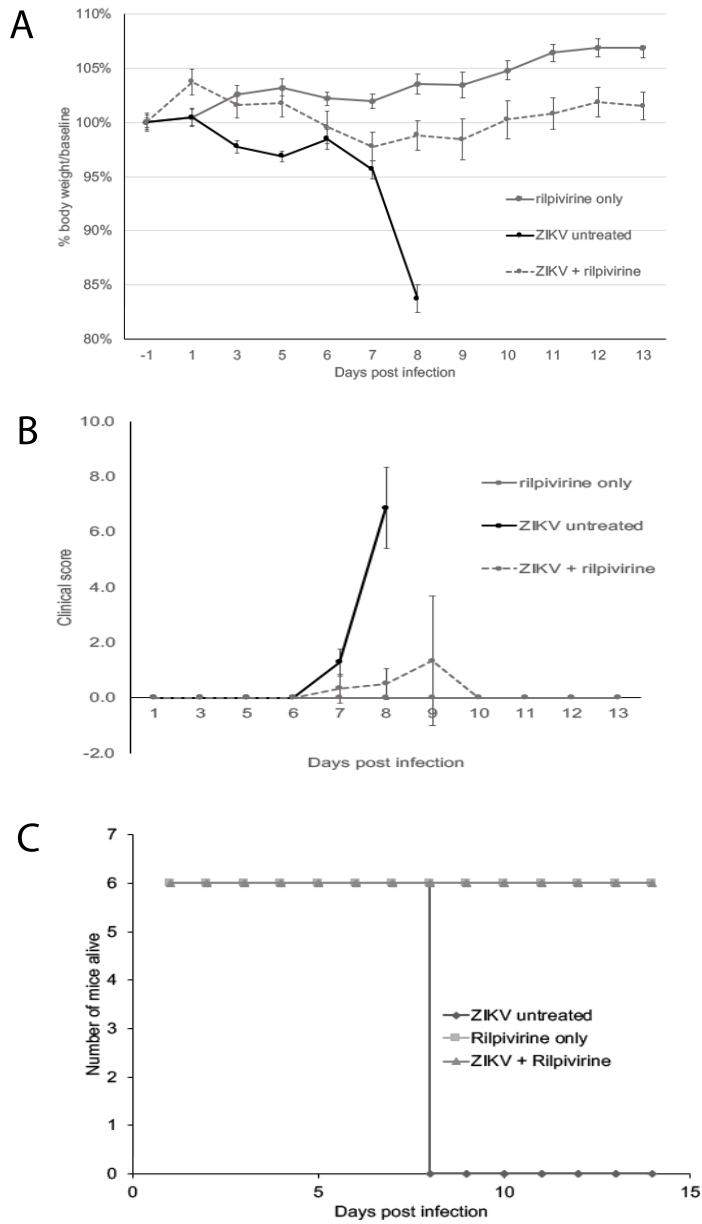 A
110%
105%
100%
95%
90%
85%
80%
% body weight/baseline
rilpivirine only
ZIKV untreated
ZIKV + rilpivirine
-1 1 3 5 6 7 8 9 10 11 12 13
Days post infection
B
10.0
8.0
6.0
4.0
2.0
0.0
-2.0
Clinical score
rilpivirine only
ZIKV untreated
ZIKV + rilpivirine
1 3 5 6 7 8 9 10 11 12 13
Days post infection
C
7
6
5
4
3
2
1
0
Number of mice alive
ZIKV untreated
Rilpivirine only
ZIKV + Rilpivirine
0 5 10 15
Days post infection